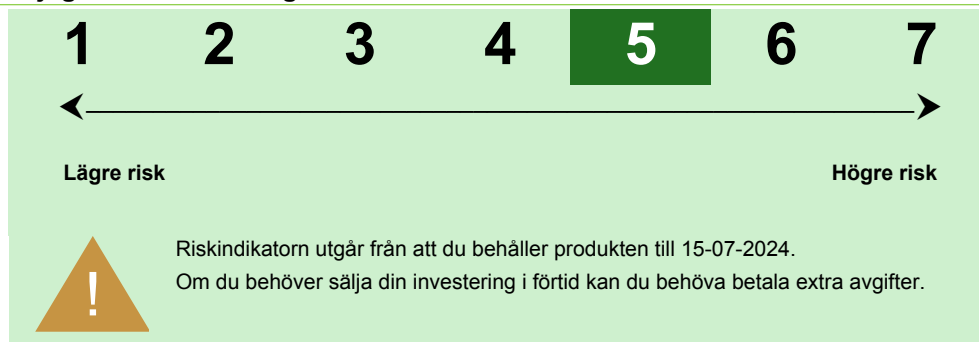 1 2 3 4 5 6 7
Lägre risk Högre risk
!
Riskindikatorn utgår från att du behåller produkten till 15-07-2024.
Om du behöver sälja din investering i förtid kan du behöva betala extra avgifter.